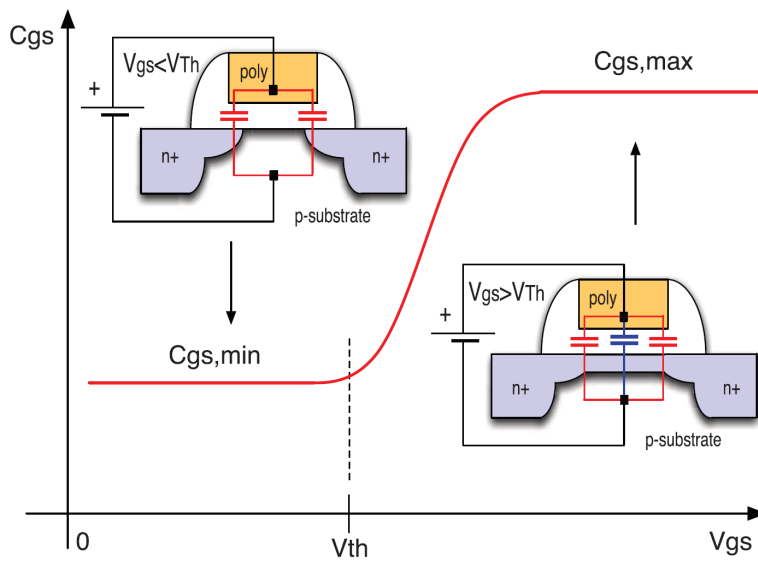 Cgs
Vgs<VTh
poly
+
n+
n+
p-substrate
Cgs,min
Cgs,max
Vgs>VTh
poly
+
n+
n+
p-substrate
0
Vth
Vgs